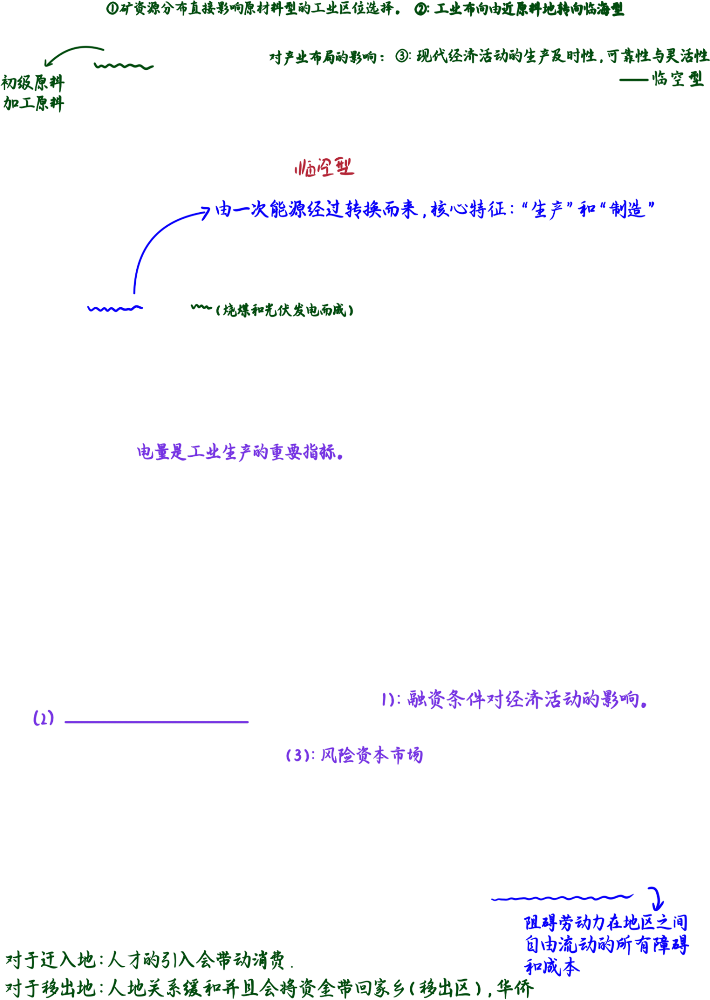 ①矿资源分布直接影响原材料型的工业区位选择。 ②: 工业布向由近原料地转向临海型
对产业布局的影响: ③: 现代经济活动的生产及时性,可靠性与灵活性
——临空型
初级原料
加工原料
临空型
由一次能源经过转换而来,核心特征:“生产”和“制造”
(烧煤和光伏发电而成)
电量是工业生产的重要指标。
1): 融资条件对经济活动的影响。
(2)
(3): 风险资本市场
阻碍劳动力在地区之间
自由流动的所有障碍
和成本
对于迁入地:人才的引入会带动消费.
对于移出地:人地关系缓和并且会将资金带回家乡(移出区),华侨